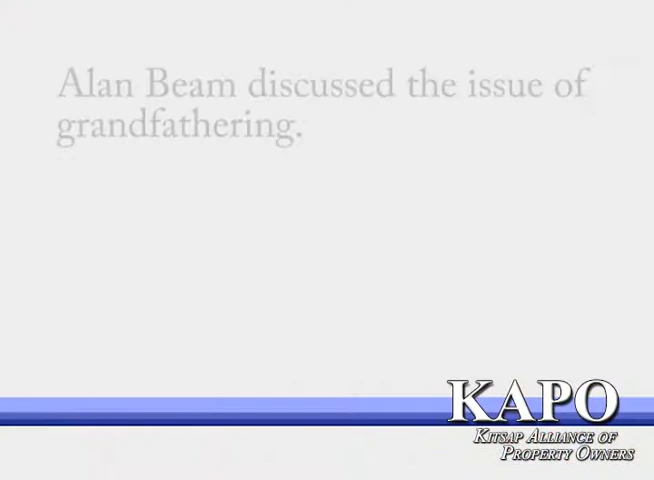 Alan Beam discussed the issue of
grandfathering.
KAPO
Kitsap Alliance of
Property Owners